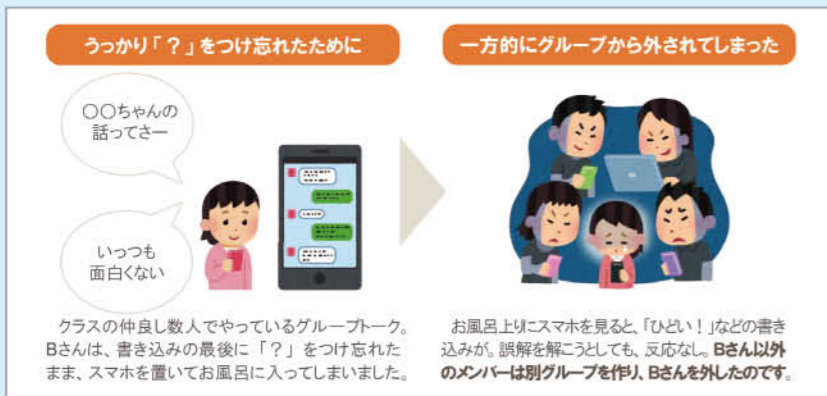 うっかり「？」をつけ忘れたために
一方的にグループから外されてしまった
〇〇ちゃんの
話ってさー
いっつも
面白くない
クラスの仲良し数人でやっているグループトーク。
Bさんは、書き込みの最後に「？」をつけ忘れた
まま、スマホを置いてお風呂に入ってしまいました。
お風呂上りにスマホを見ると、「ひどい！」などの書き
込みが。誤解を解こうとしても、反応なし。Bさん以外
のメンバーは別グループを作り、Bさんを外したのです。